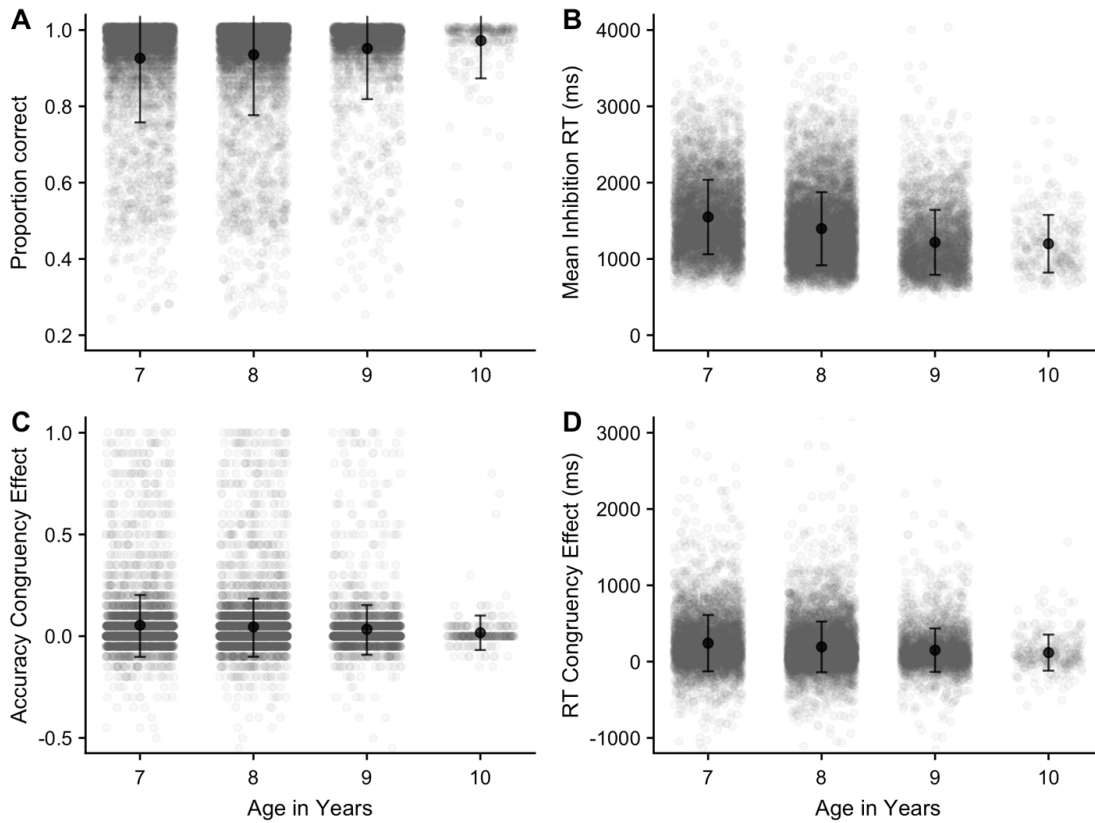 A
Proportion correct
1.0
0.8
0.6
0.4
0.2
7 8 9 10
B
Mean Inhibition RT (ms)
4000
3000
2000
1000
0
7 8 9 10
C
Accuracy Congruency Effect
1.0
0.5
0.0
-0.5
7 8 9 10
Age in Years
D
RT Congruency Effect (ms)
3000
2000
1000
0
-1000
7 8 9 10
Age in Years